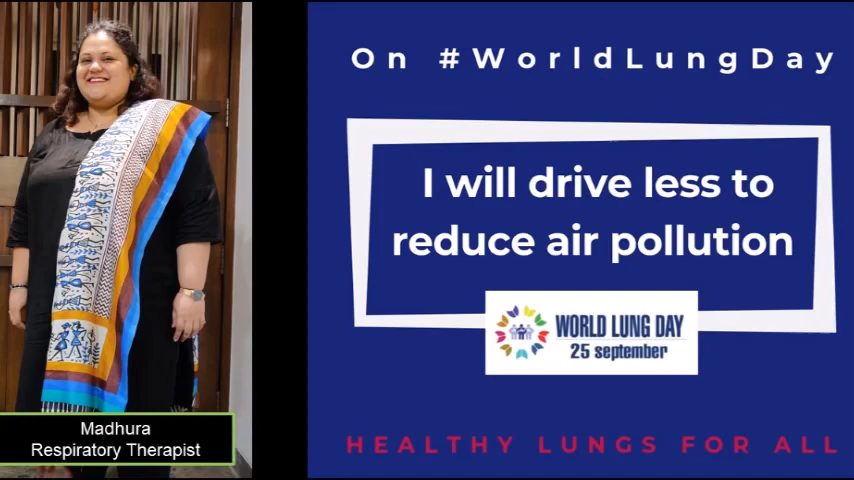 On #WorldLungDay
I will drive less to
reduce air pollution
WORLD LUNG DAY
25 september
HEALTHY LUNGS FOR ALL
Madhura
Respiratory Therapist